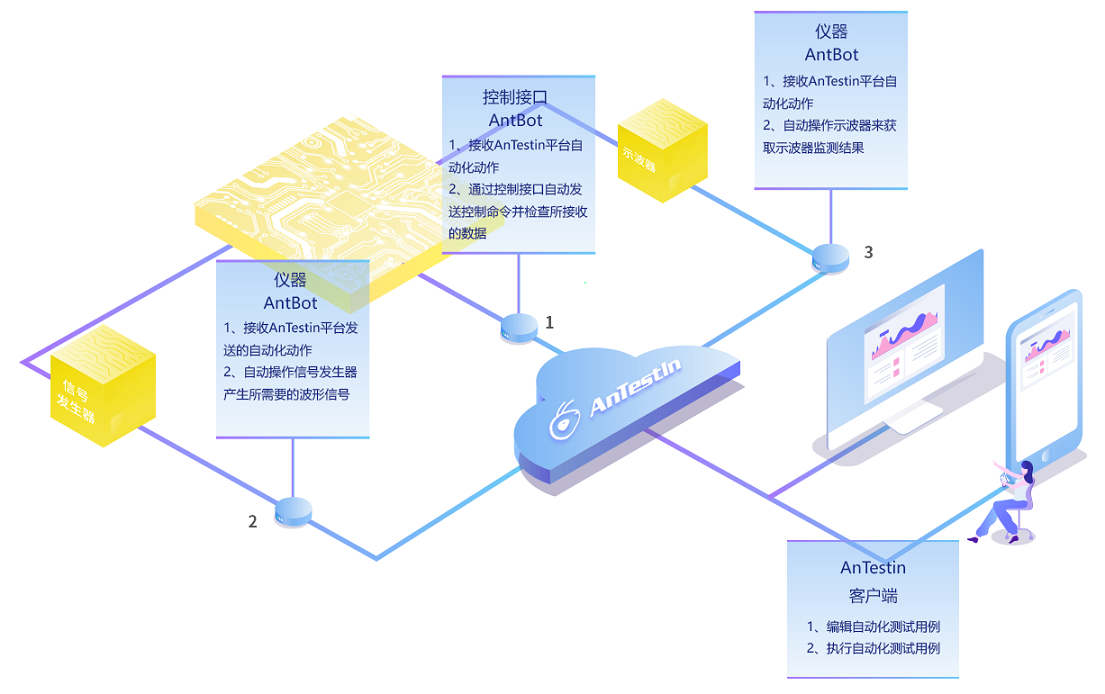 仪器
AntBot
1、接收AnTestin平台自
动化动作
2、自动操作示波器来获
取示波器监测结果
控制接口
AntBot
1、接收AnTestin平台自
动化动作
2、通过控制接口自动发
送控制命令并检查所接收
的数据
示波器
3
1
仪器
AntBot
1、接收AnTestin平台发
送的自动化动作
2、自动操作信号发生器
产生所需要的波形信号
信号
发生器
AnTestIn
2
AnTestin
客户端
1、编辑自动化测试用例
2、执行自动化测试用例